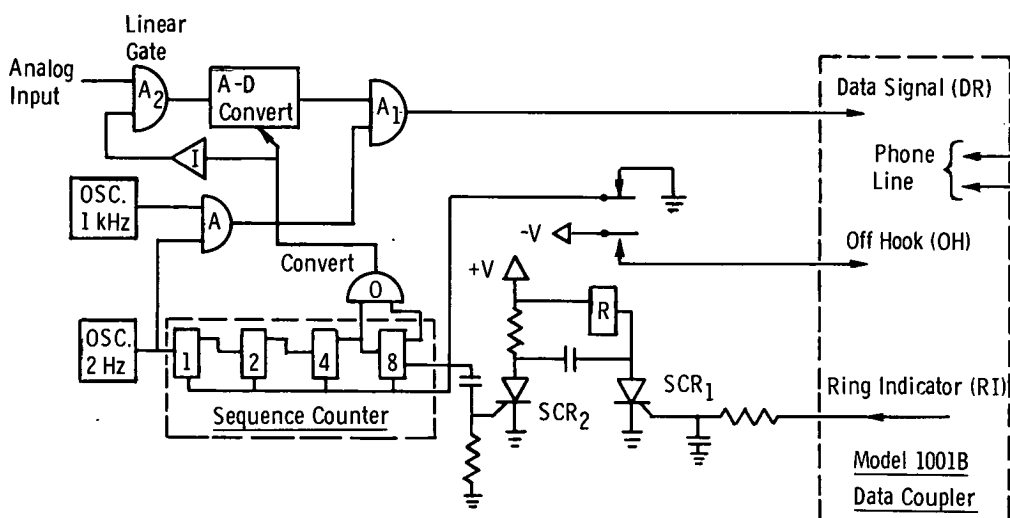 Linear
Gate
Analog
Input
A2
A-D
Convert
A1
Data Signal (DR)
I
Phone
Line
OSC.
1 kHz
A
-V
Off Hook (OH)
Convert
+V
O
R
OSC.
2 Hz
1
2
4
8
SCR1
Ring Indicator (RI)
SCR2
Sequence Counter
Model 1001B
Data Coupler